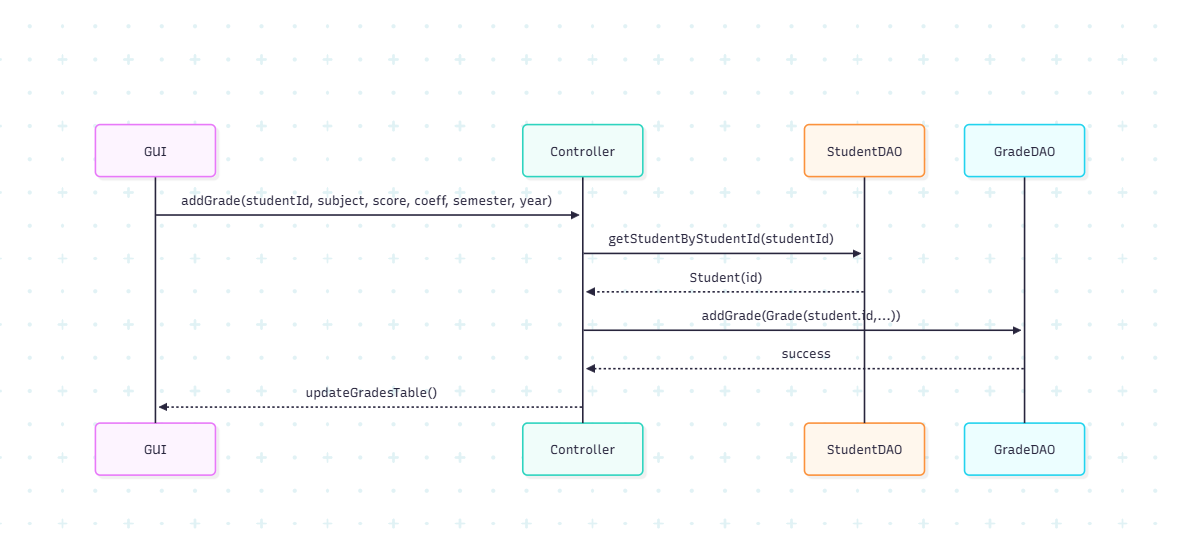 GUI
Controller
StudentDAO
GradeDAO
addGrade(studentId, subject, score, coeff, semester, year)
getStudentByStudentId(studentId)
Student(id)
addGrade(Grade(student.id,...))
success
updateGradesTable()
GUI
Controller
StudentDAO
GradeDAO